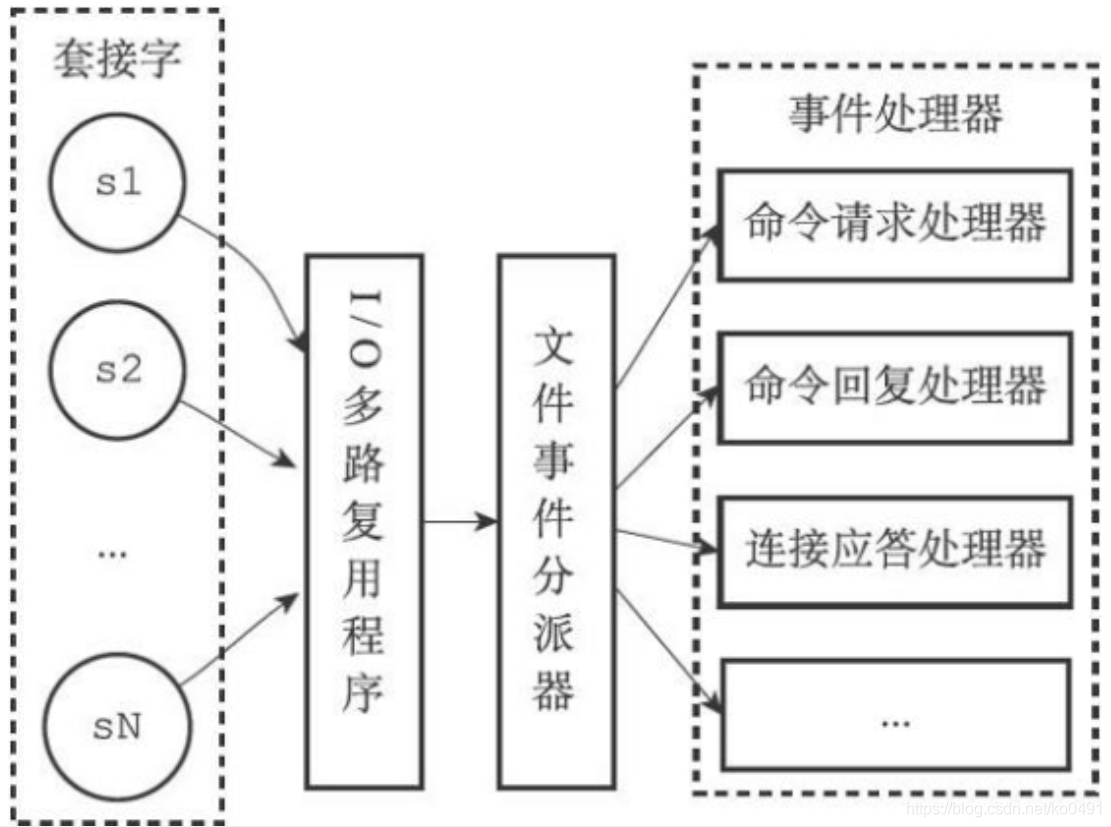 套接字
s1
s2
...
sN
I/O多路复用程序
文件事件分派器
事件处理器
命令请求处理器
命令回复处理器
连接应答处理器
...
https://blog.csdn.net/ko0491